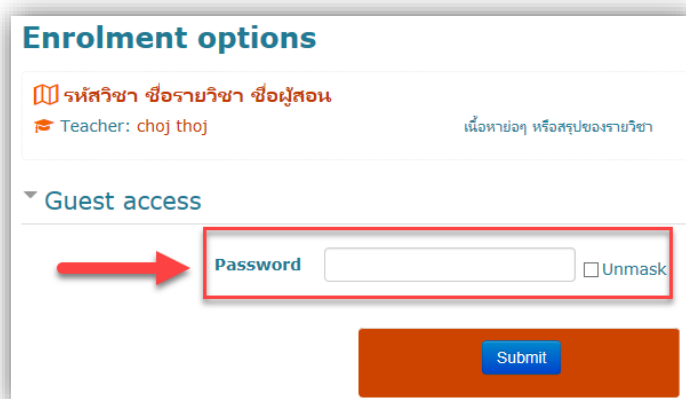 Enrolment options
รหัสวิชา ชื่อรายวิชา ชื่อผู้สอน
Teacher: choj thoj
เนื้อหาย่อๆ หรือสรุปของรายวิชา
Guest access
Password
Unmask
Submit